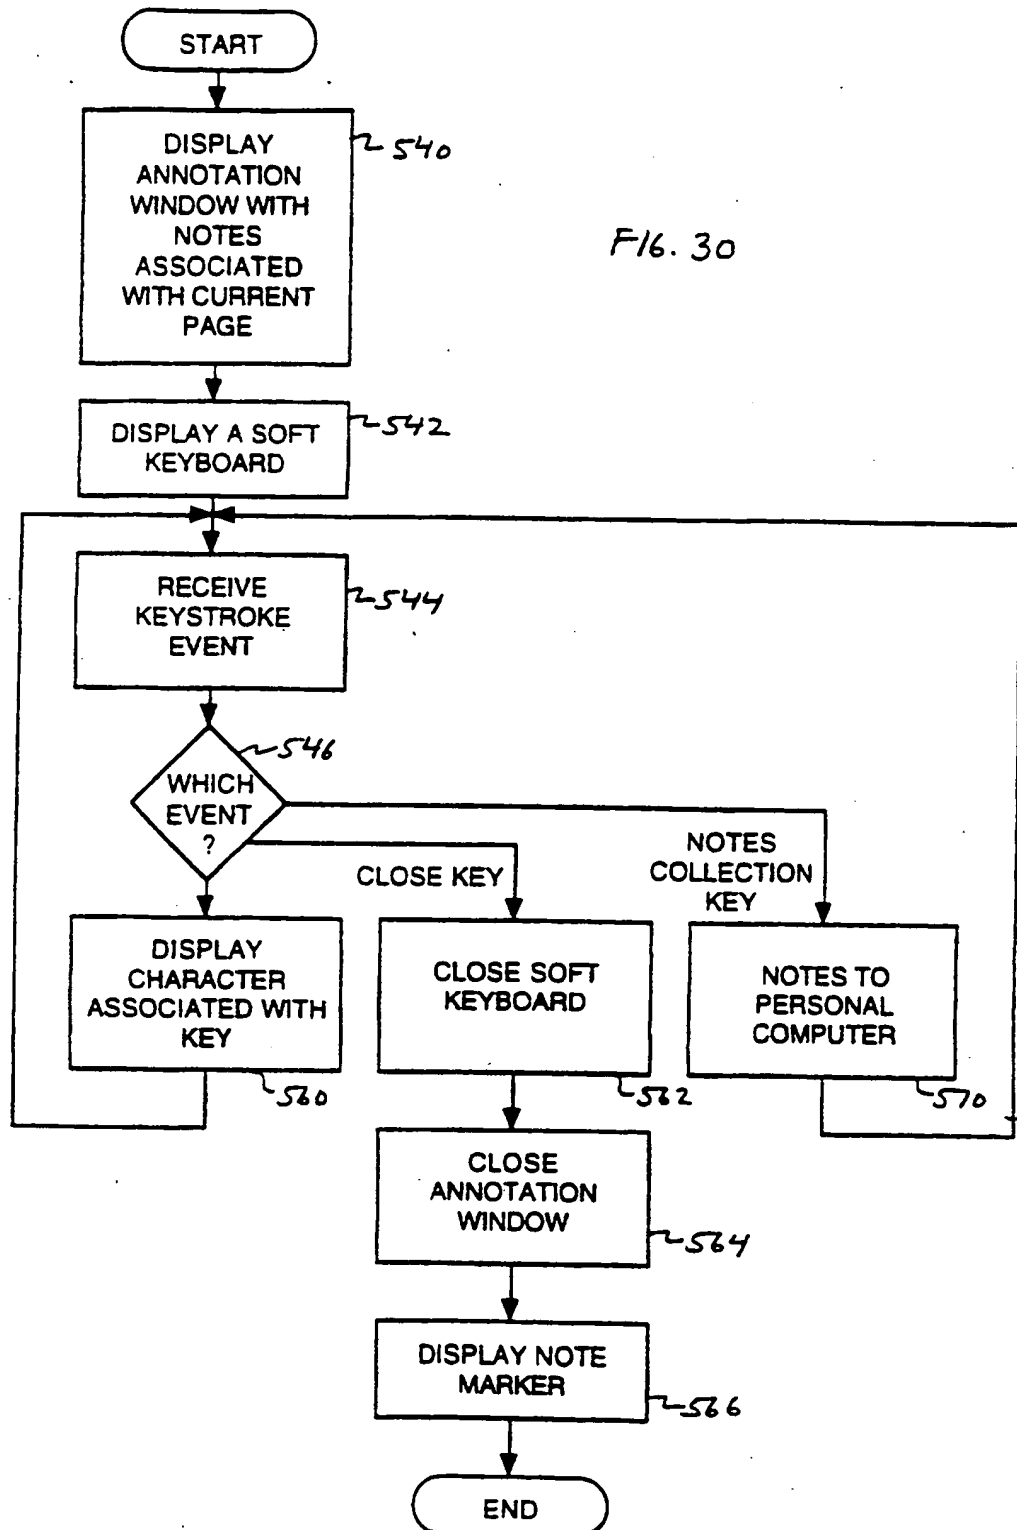 START
DISPLAY
ANNOTATION
WINDOW WITH
NOTES
ASSOCIATED
WITH CURRENT
PAGE
540
FIG. 30
DISPLAY A SOFT
KEYBOARD
542
RECEIVE
KEYSTROKE
EVENT
544
WHICH
EVENT
?
546
CLOSE KEY
NOTES
COLLECTION
KEY
DISPLAY
CHARACTER
ASSOCIATED WITH
KEY
560
CLOSE SOFT
KEYBOARD
562
NOTES TO
PERSONAL
COMPUTER
570
CLOSE
ANNOTATION
WINDOW
564
DISPLAY NOTE
MARKER
566
END